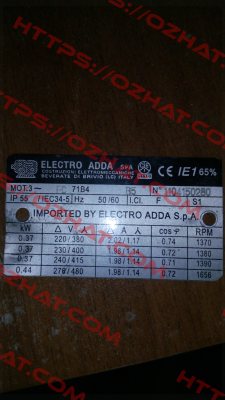 HTTPS://OZHAT.COM
ELECTRO ADDA SPA
COSTRUZIONI ELETTROMECCANICHE
BEVERATE DI BRIVIO (LC) ITALY
CE IE1 65%
MOT.3~ 71B4 B5 N°
IP 55 IEC34-5 Hz 50/60 I.CL F S1
IMPORTED BY ELECTRO ADDA S.p.A.
kW Δ V Y Δ A Y cos φ RPM
0.37 220/380 1.02/1.17 0.74 1370
0.37 230/400 1.98/1.14 0.72 1380
0.37 240/415 1.98/1.14 0.71 1390
0.44 276/480 1.98/1.14 0.72 1656